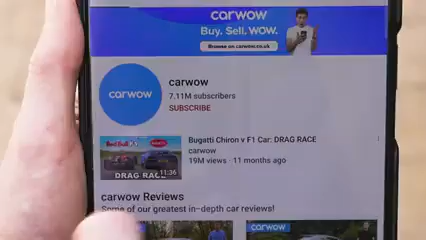 carwow
Buy. Sell. WOW.
Browse on carwow.co.uk
carwow
carwow
7.11M subscribers
SUBSCRIBE
Red Bull
DRAG RACE
11:36
Bugatti Chiron v F1 Car: DRAG RACE
carwow
19M views · 11 months ago
carwow Reviews
Some of our greatest in-depth car reviews!
carwow